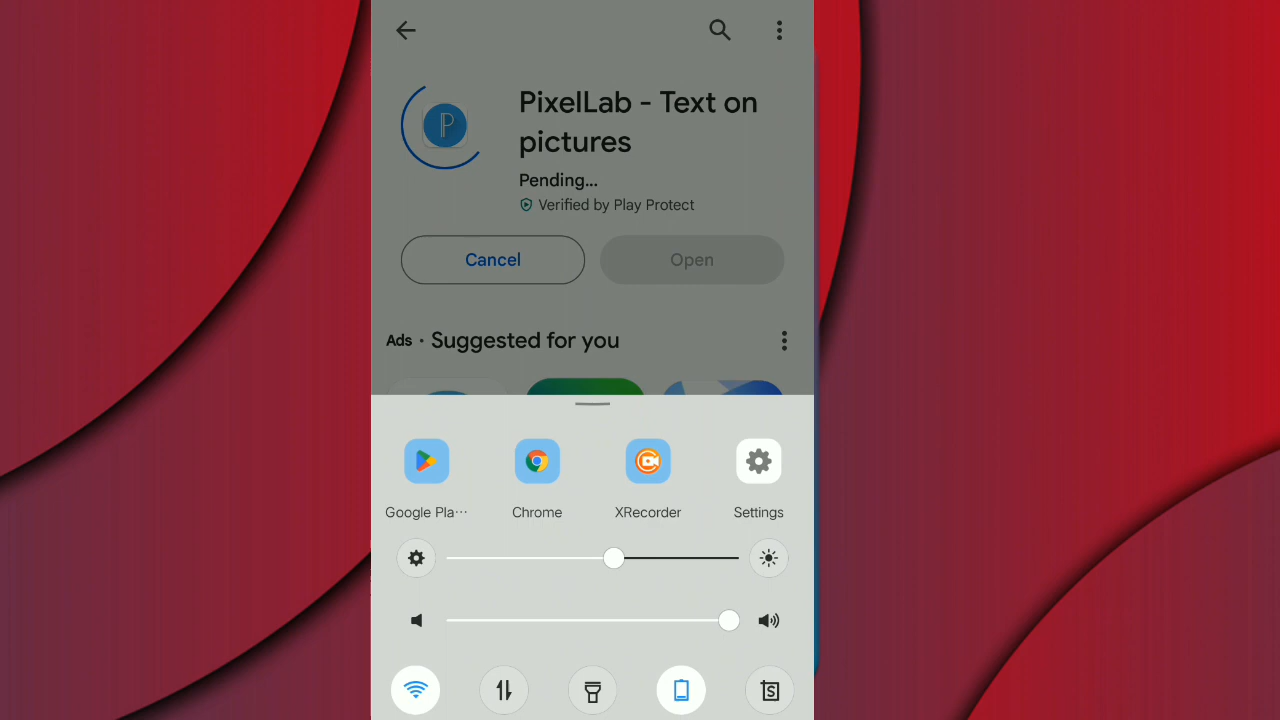 PixelLab - Text on
pictures
Pending...
Verified by Play Protect
Cancel
Open
Ads • Suggested for you
Google Pla···
Chrome
XRecorder
Settings